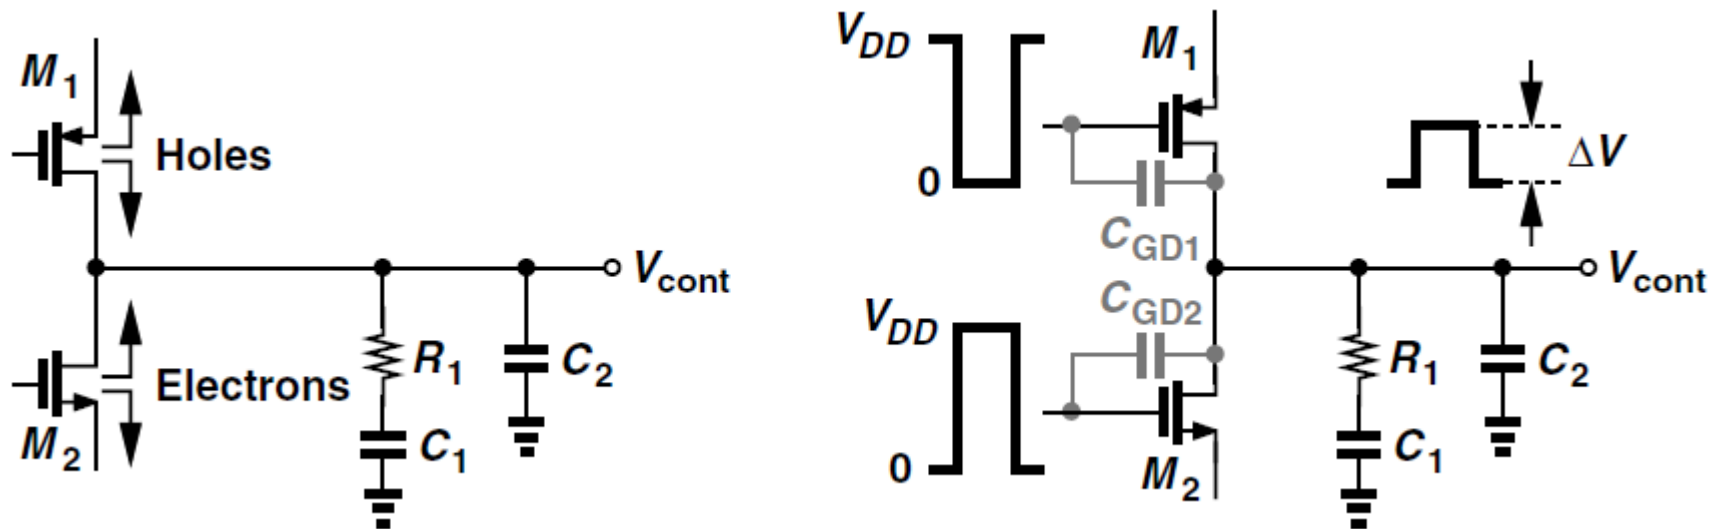 M1
Holes
Vcont
Electrons
R1
C2
M2
C1
VDD
M1
0
ΔV
CGD1
Vcont
CGD2
VDD
R1
C2
0
M2
C1